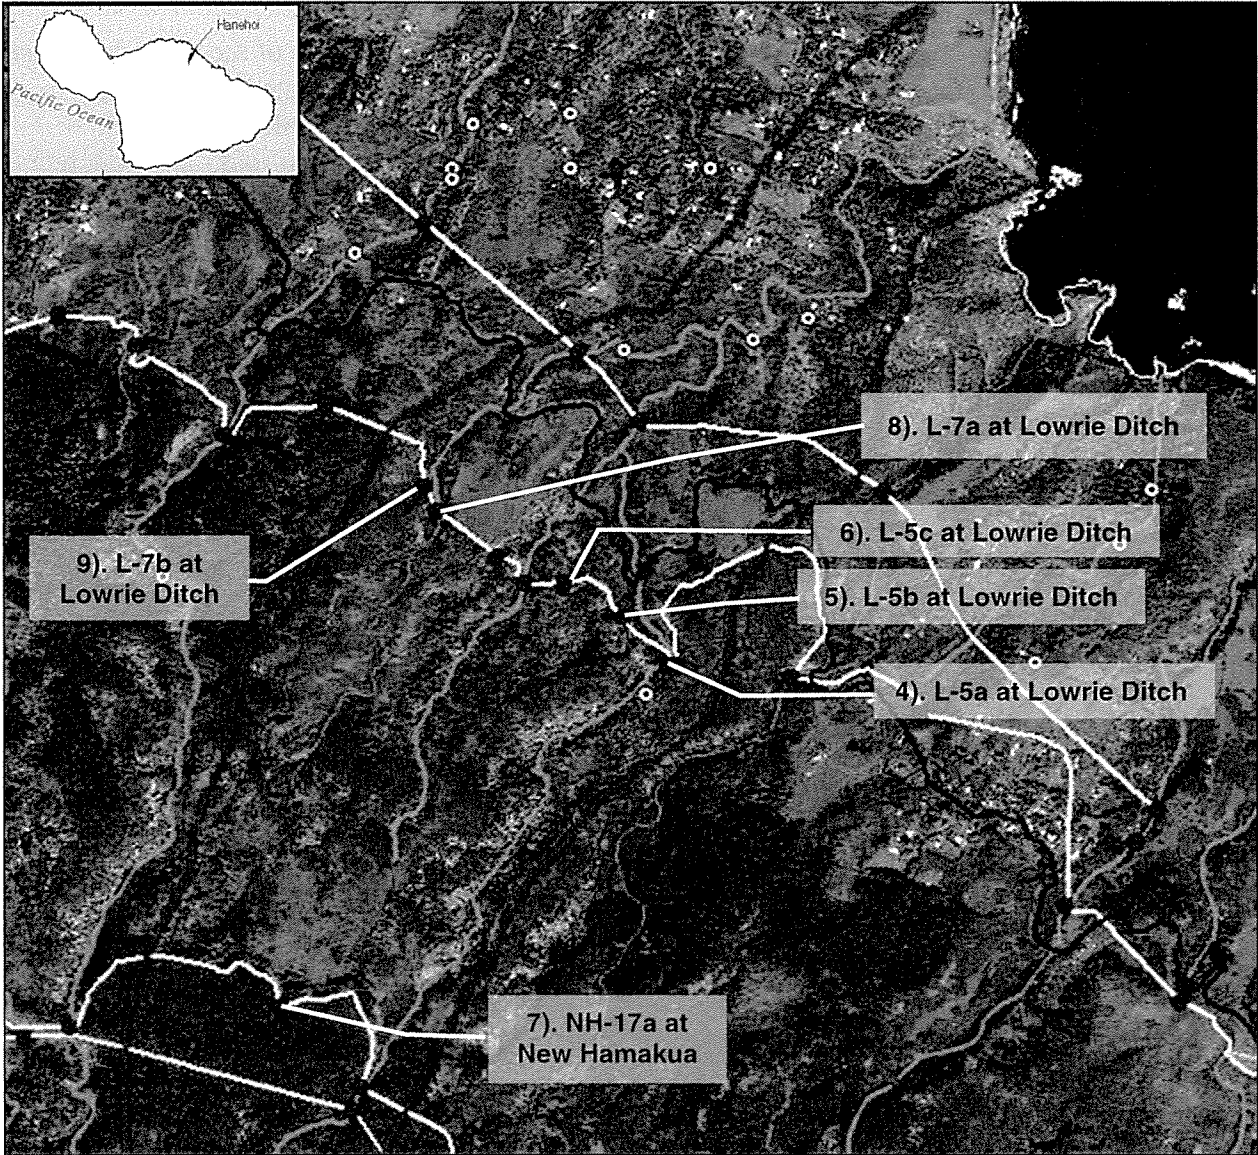 Hanehoi
Pacific Ocean
8). L-7a at Lowrie Ditch
6). L-5c at Lowrie Ditch
9). L-7b at
Lowrie Ditch
5). L-5b at Lowrie Ditch
4). L-5a at Lowrie Ditch
7). NH-17a at
New Hamakua